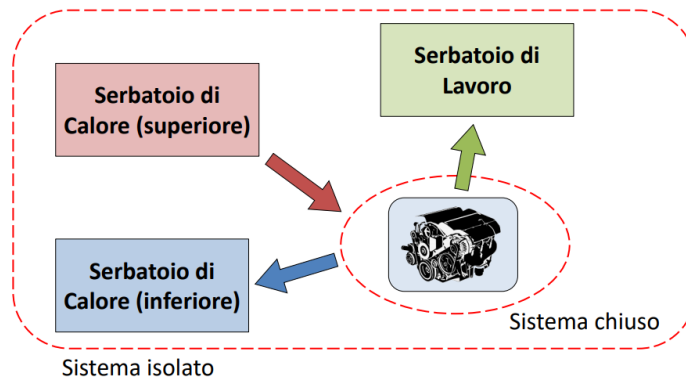 Serbatoio di
Lavoro
Serbatoio di
Calore (superiore)
Serbatoio di
Calore (inferiore)
Sistema chiuso
Sistema isolato